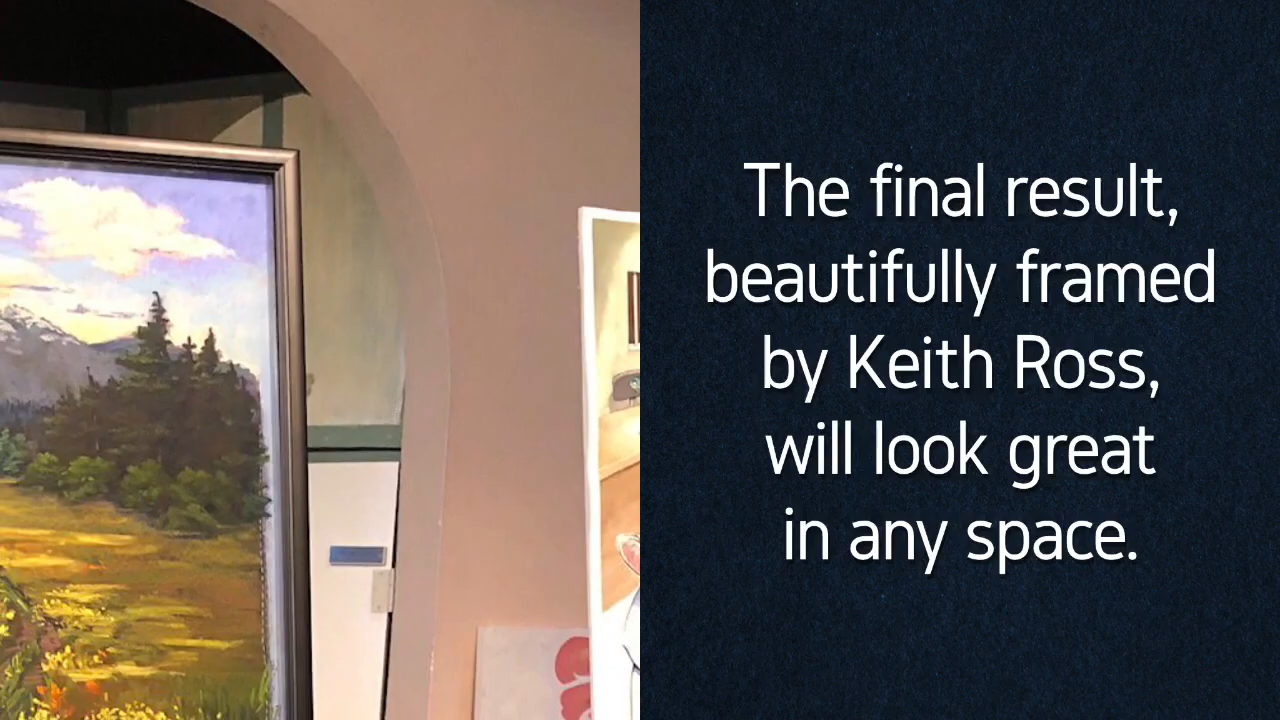 The final result,
beautifully framed
by Keith Ross,
will look great
in any space.